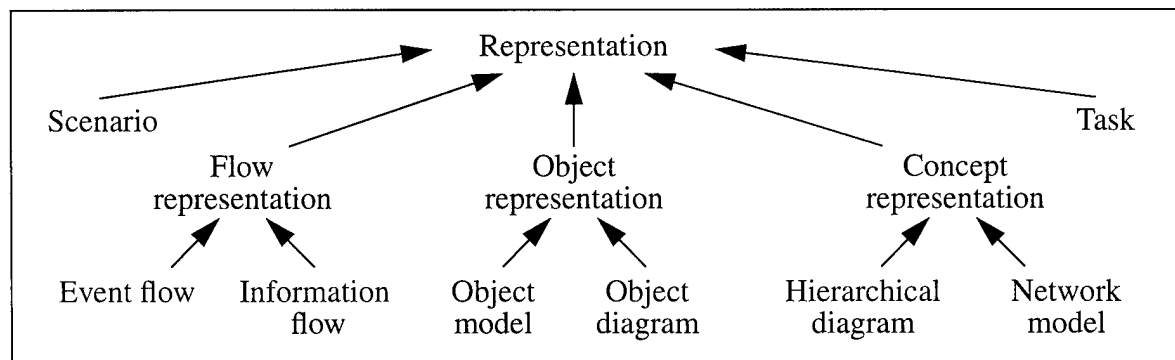 Representation
Scenario
Task
Flow
representation
Object
representation
Concept
representation
Event flow
Information
flow
Object
model
Object
diagram
Hierarchical
diagram
Network
model